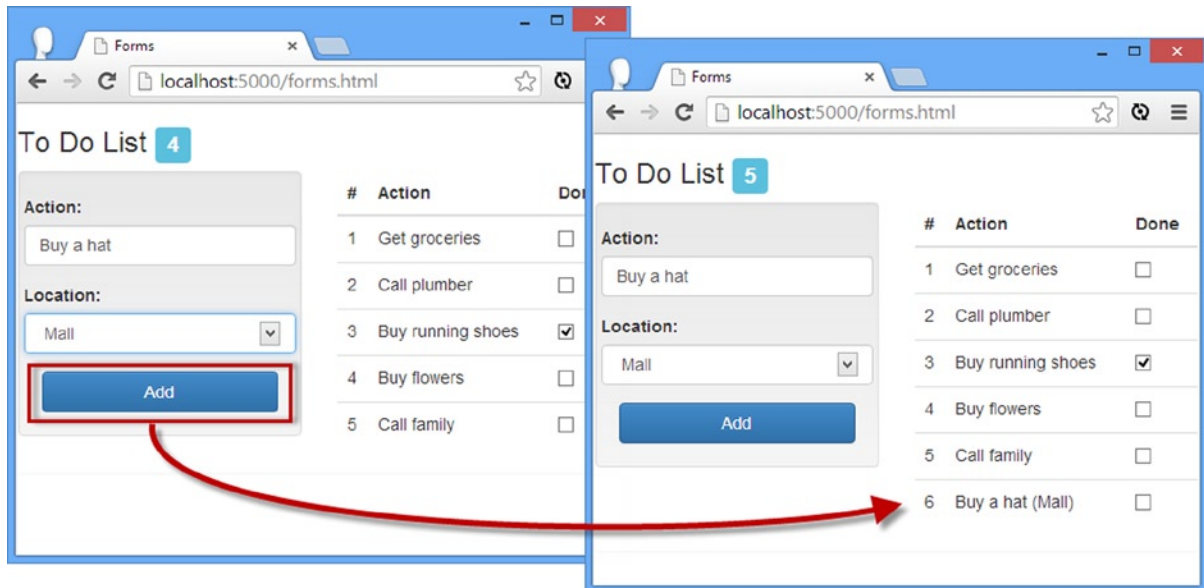 Forms
localhost:5000/forms.html
To Do List 4
Action:
Buy a hat
Location:
Mall
Add
# Action Do
1 Get groceries
2 Call plumber
3 Buy running shoes
4 Buy flowers
5 Call family
Forms
localhost:5000/forms.html
To Do List 5
Action:
Buy a hat
Location:
Mall
Add
# Action Done
1 Get groceries
2 Call plumber
3 Buy running shoes
4 Buy flowers
5 Call family
6 Buy a hat (Mall)